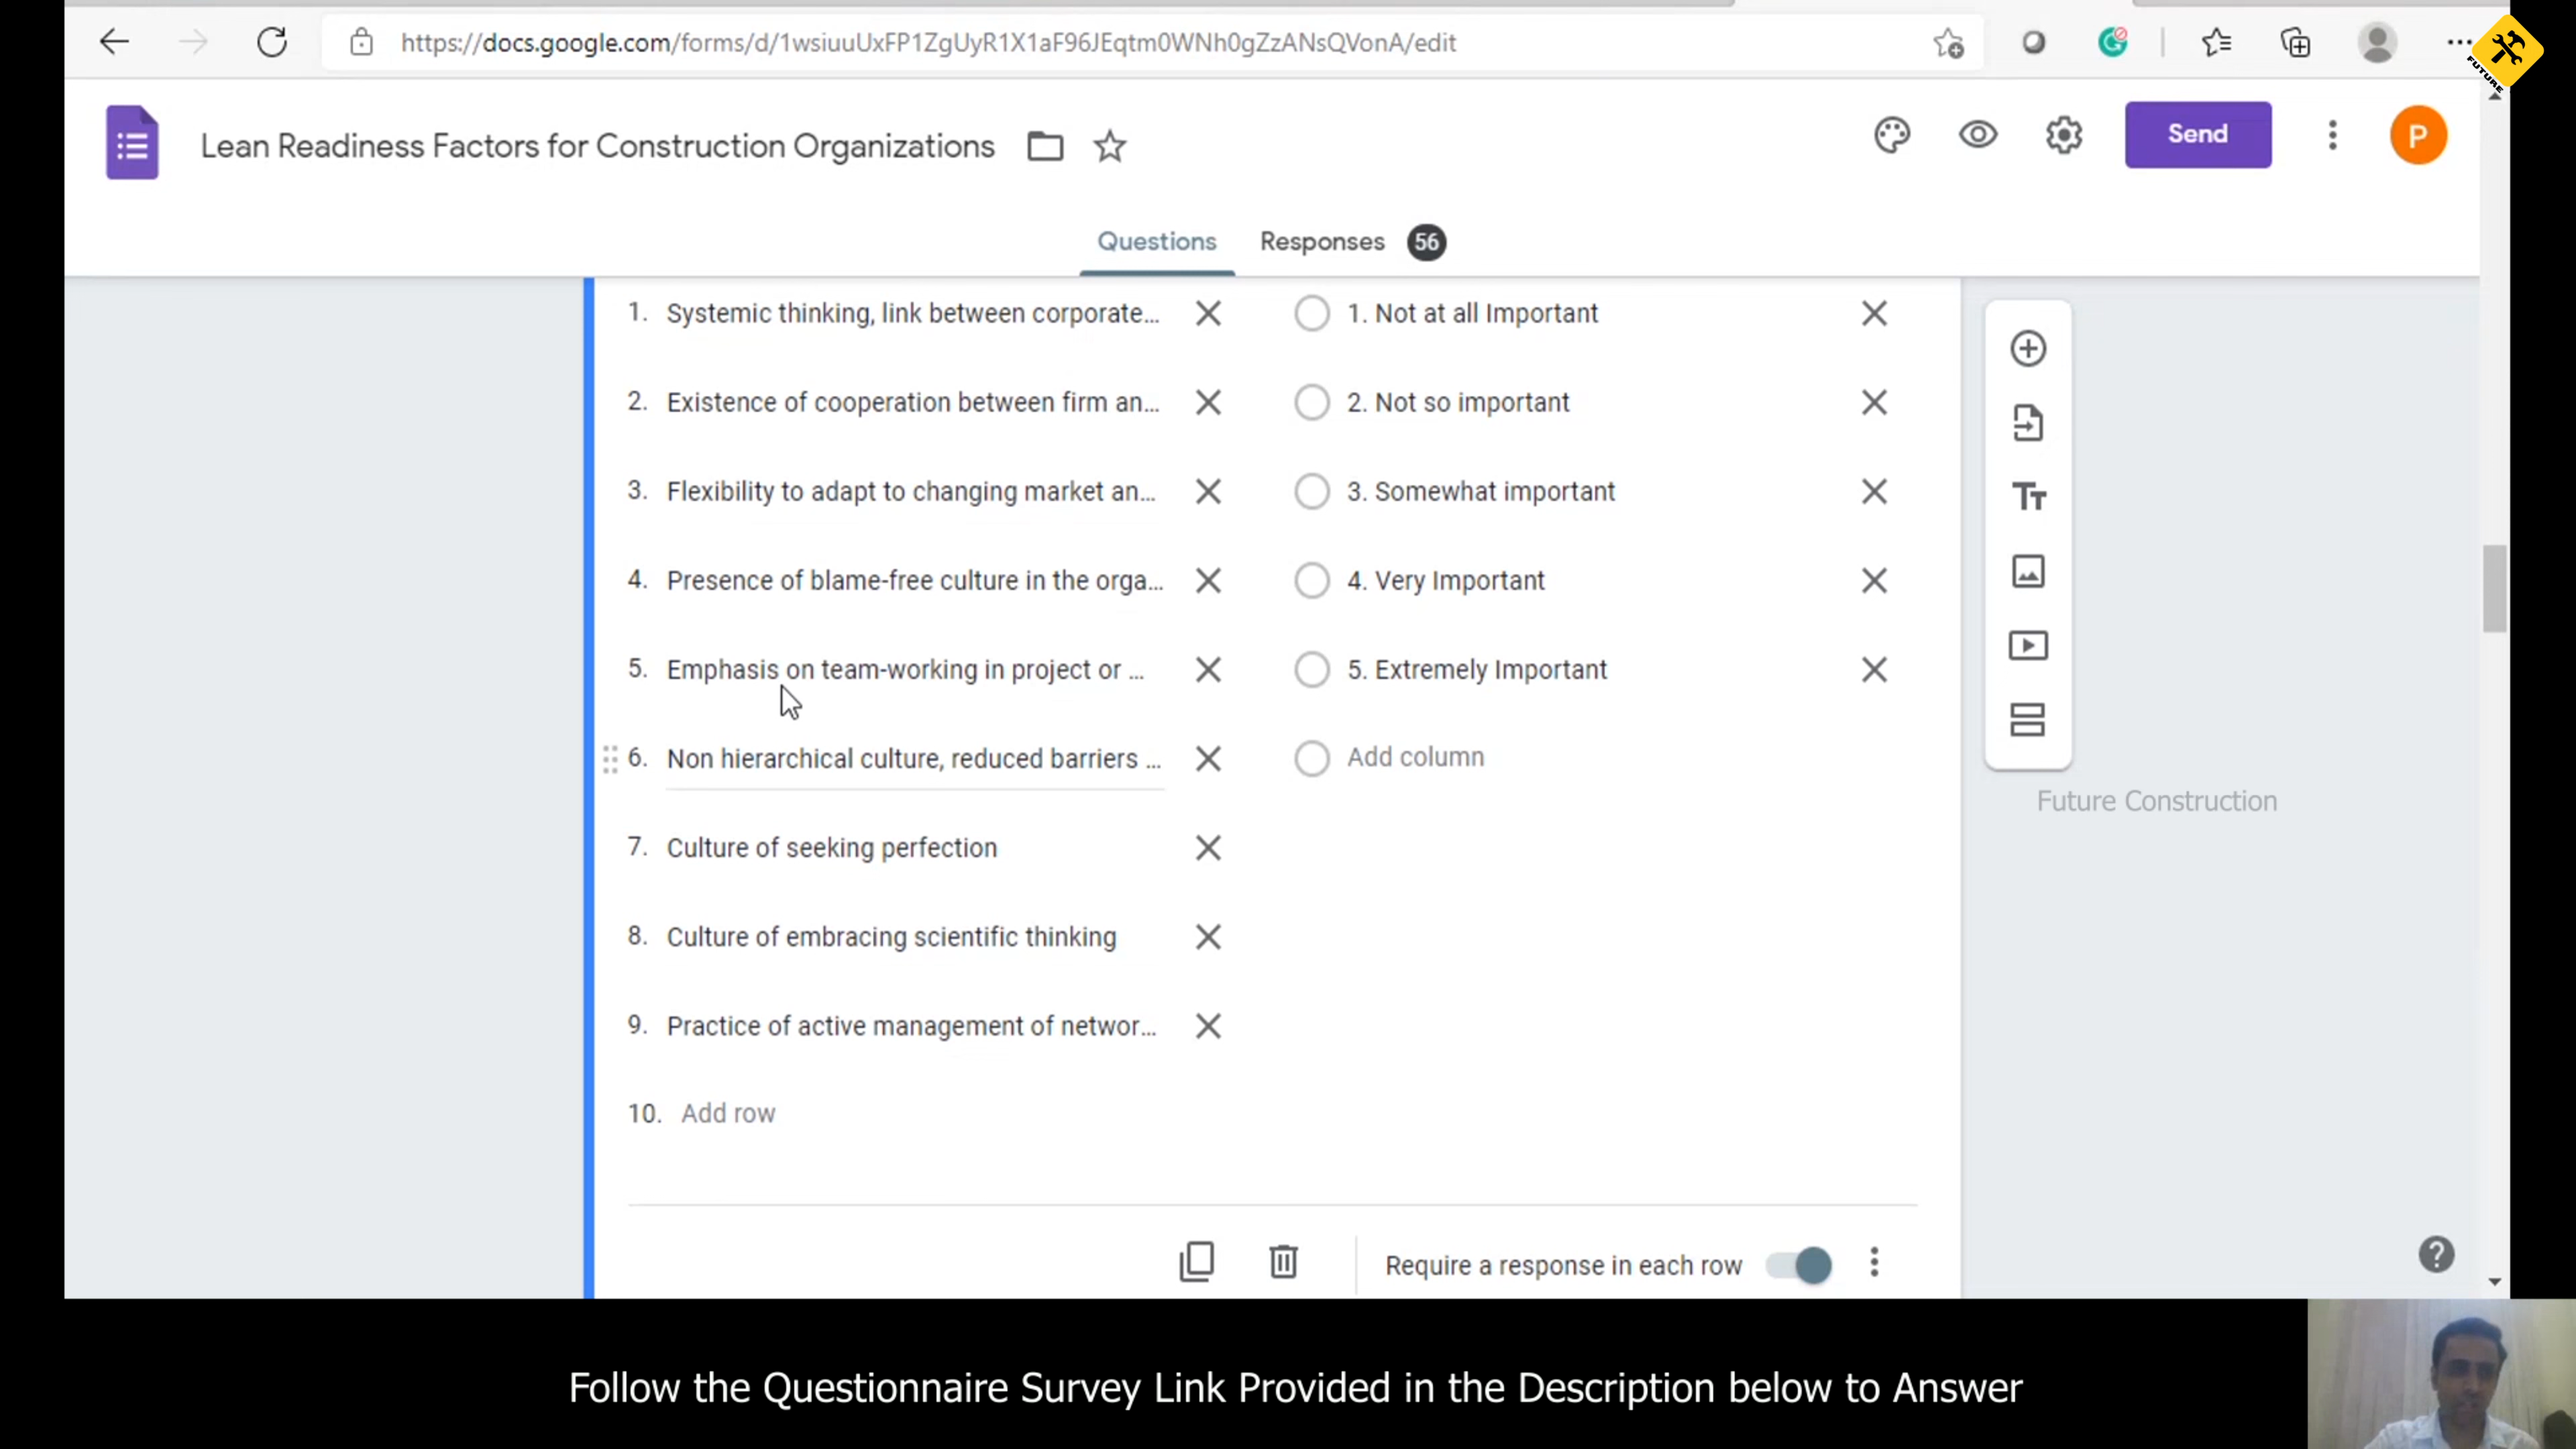 https://docs.google.com/forms/d/1wsiuuUxFP1ZgUyR1X1aF96JEqtm0WNh0gZzANsQVonA/edit
FUTURE
Lean Readiness Factors for Construction Organizations
Send
P
Questions
Responses 56
1. Systemic thinking, link between corporate...
1. Not at all Important
2. Existence of cooperation between firm an...
2. Not so important
3. Flexibility to adapt to changing market an...
3. Somewhat important
4. Presence of blame-free culture in the orga...
4. Very Important
5. Emphasis on team-working in project or ...
5. Extremely Important
6. Non hierarchical culture, reduced barriers ...
Add column
7. Culture of seeking perfection
8. Culture of embracing scientific thinking
9. Practice of active management of networ...
10. Add row
Tт
Future Construction
Require a response in each row
Follow the Questionnaire Survey Link Provided in the Description below to Answer